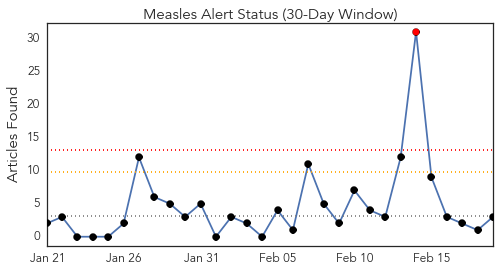 Measles Alert Status (30-Day Window)
Articles Found
30
25
20
15
10
5
0
Jan 21 Jan 26 Jan 31 Feb 05 Feb 10 Feb 15